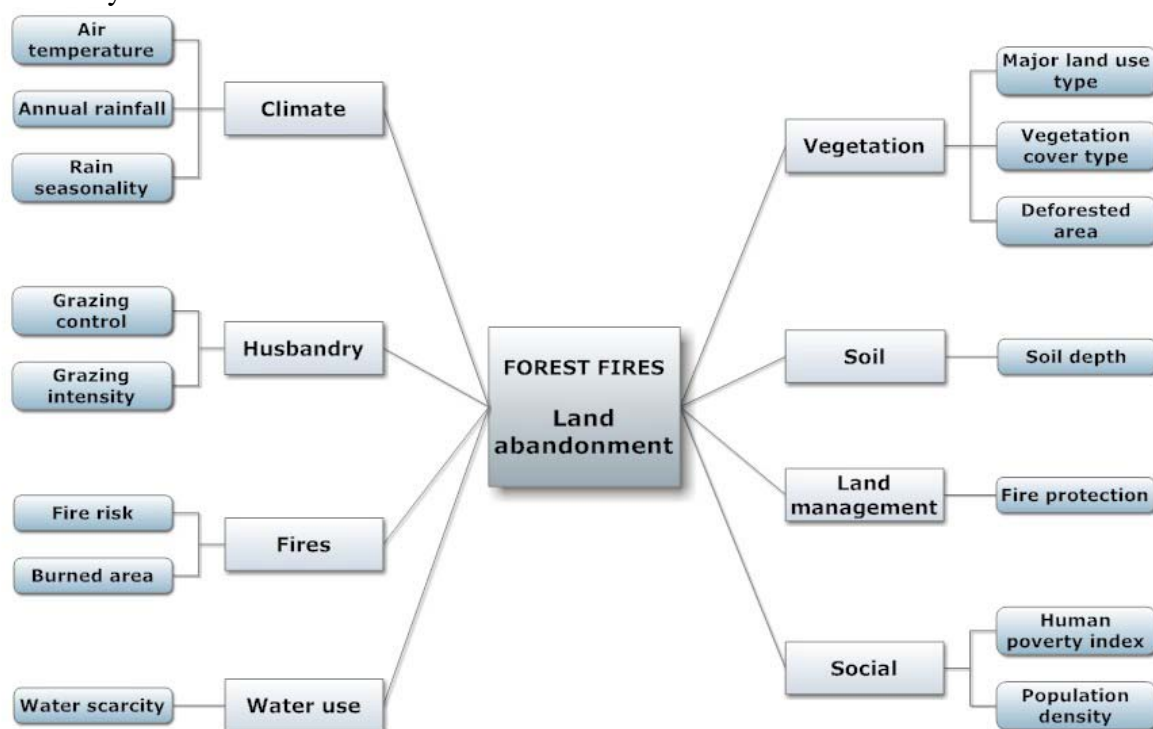 Air
temperature
Annual rainfall
Rain
seasonality
Climate
Grazing
control
Grazing
intensity
Husbandry
Fire risk
Burned area
Fires
Water scarcity
Water use
FOREST FIRES
Land
abandonment
Vegetation
Major land use
type
Vegetation
cover type
Deforested
area
Soil
Soil depth
Land
management
Fire protection
Social
Human
poverty index
Population
density